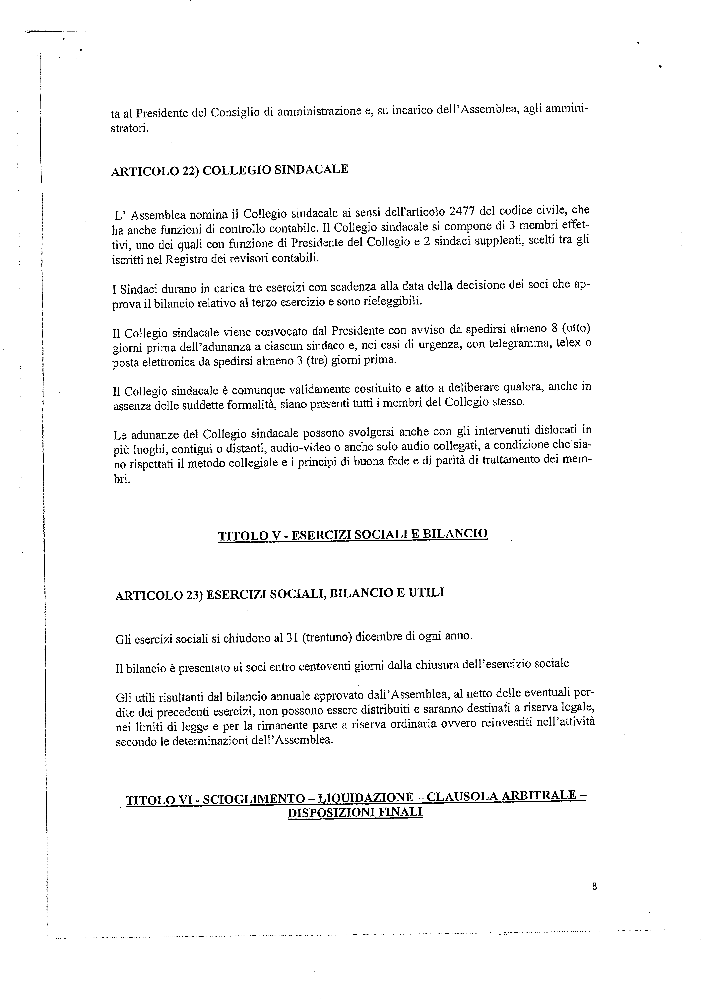 ta al Presidente del Consiglio di amministrazione e, su incarico dell'Assemblea, agli ammini-
stratori.
ARTICOLO 22) COLLEGIO SINDACALE
L' Assemblea nomina il Collegio sindacale ai sensi dell'articolo 2477 del codice civile, che
ha anche funzioni di controllo contabile. Il Collegio sindacale si compone di 3 membri effet-
tivi, uno dei quali con funzione di Presidente del Collegio e 2 sindaci supplenti, scelti tra gli
iscritti nel Registro dei revisori contabili.
I Sindaci durano in carica tre esercizi con scadenza alla data della decisione dei soci che ap-
prova il bilancio relativo al terzo esercizio e sono rieleggibili.
Il Collegio sindacale viene convocato dal Presidente con avviso da spedirsi almeno 8 (otto)
giorni prima dell'adunanza a ciascun sindaco e, nei casi di urgenza, con telegramma, telex o
posta elettronica da spedirsi almeno 3 (tre) giorni prima.
Il Collegio sindacale è comunque validamente costituito e atto a deliberare qualora, anche in
assenza delle suddette formalità, siano presenti tutti i membri del Collegio stesso.
Le adunanze del Collegio sindacale possono svolgersi anche con gli intervenuti dislocati in
più luoghi, contigui o distanti, audio-video o anche solo audio collegati, a condizione che sia-
no rispettati il metodo collegiale e i principi di buona fede e di parità di trattamento dei mem-
bri.
TITOLO V - ESERCIZI SOCIALI E BILANCIO
ARTICOLO 23) ESERCIZI SOCIALI, BILANCIO E UTILI
Gli esercizi sociali si chiudono al 31 (trentuno) dicembre di ogni anno.
Il bilancio è presentato ai soci entro centoventi giorni dalla chiusura dell'esercizio sociale
Gli utili risultanti dal bilancio annuale approvato dall'Assemblea, al netto delle eventuali per-
dite dei precedenti esercizi, non possono essere distribuiti e saranno destinati a riserva legale,
nei limiti di legge e per la rimanente parte a riserva ordinaria ovvero reinvestiti nell'attività
secondo le determinazioni dell'Assemblea.
TITOLO VI - SCIOGLIMENTO – LIQUIDAZIONE – CLAUSOLA ARBITRALE –
DISPOSIZIONI FINALI
8